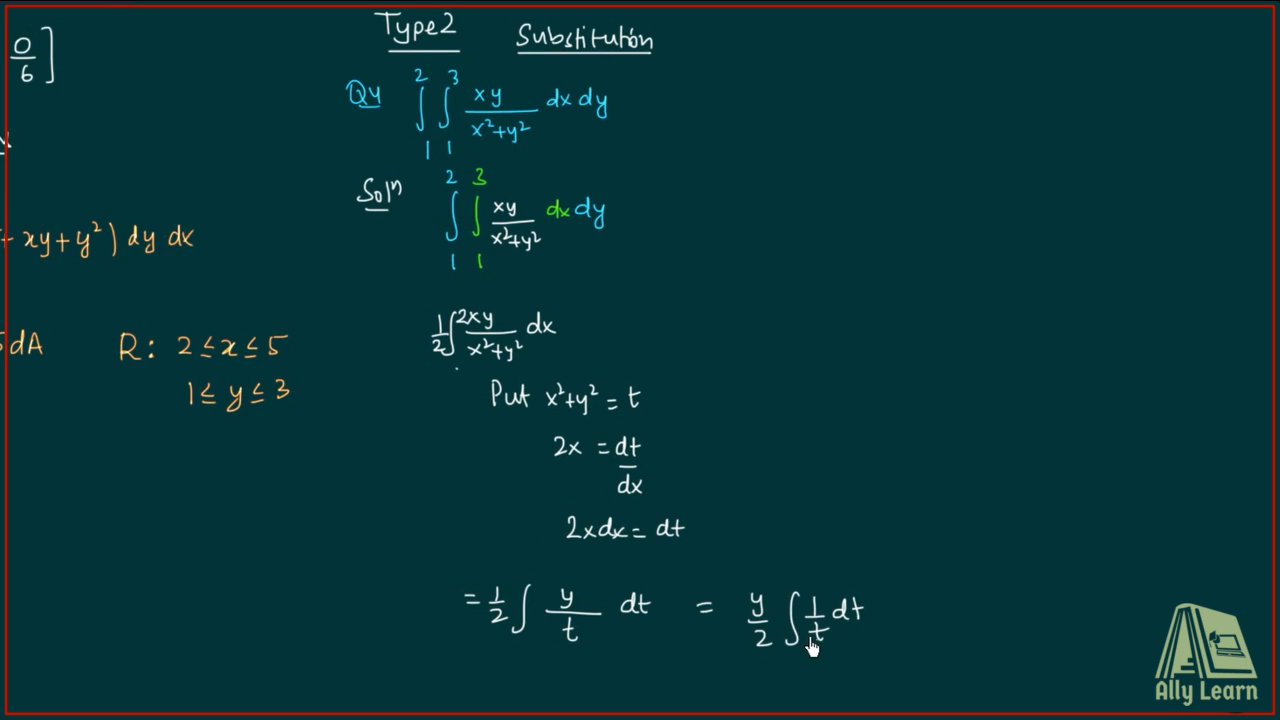 0/6 ]
xy + y²) dy dx
dA R: 2 ≤ x ≤ 5
1 ≤ y ≤ 3
Type2 Substitution
Q4 ∫₁² ∫₁³ xy/(x²+y²) dx dy
Solⁿ ∫₁² ∫₁³ xy/(x²+y²) dx dy
1/2 ∫ 2xy/(x²+y²) dx
Put x²+y² = t
2x = dt/dx
2xdx = dt
= 1/2 ∫ y/t dt = y/2 ∫ 1/t dt
Ally Learn